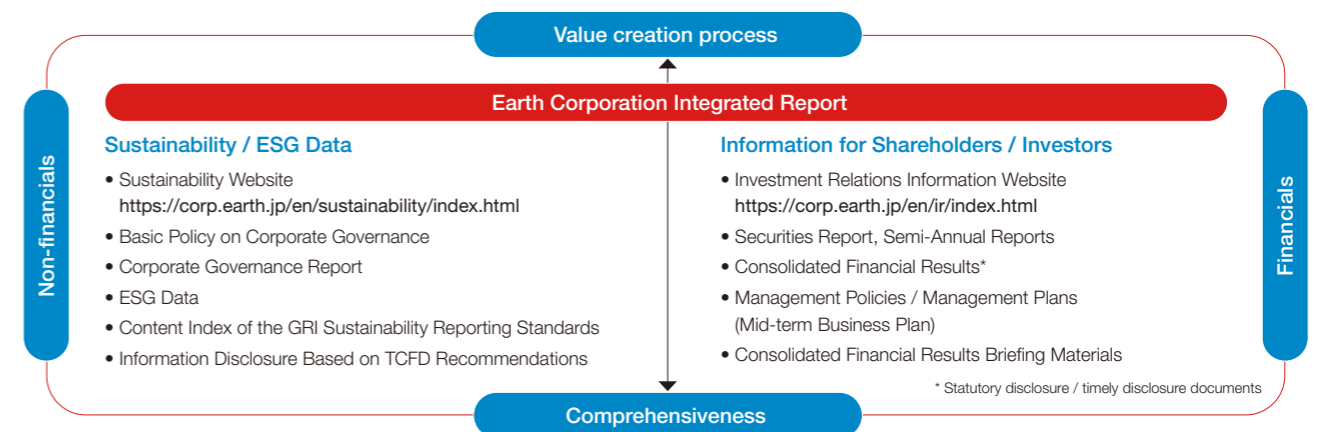 Value creation process
Earth Corporation Integrated Report
Non-financials
Sustainability / ESG Data
• Sustainability Website
https://corp.earth.jp/en/sustainability/index.html
• Basic Policy on Corporate Governance
• Corporate Governance Report
• ESG Data
• Content Index of the GRI Sustainability Reporting Standards
• Information Disclosure Based on TCFD Recommendations
Information for Shareholders / Investors
• Investment Relations Information Website
https://corp.earth.jp/en/ir/index.html
• Securities Report, Semi-Annual Reports
• Consolidated Financial Results*
• Management Policies / Management Plans
(Mid-term Business Plan)
• Consolidated Financial Results Briefing Materials
* Statutory disclosure / timely disclosure documents
Financials
Comprehensiveness